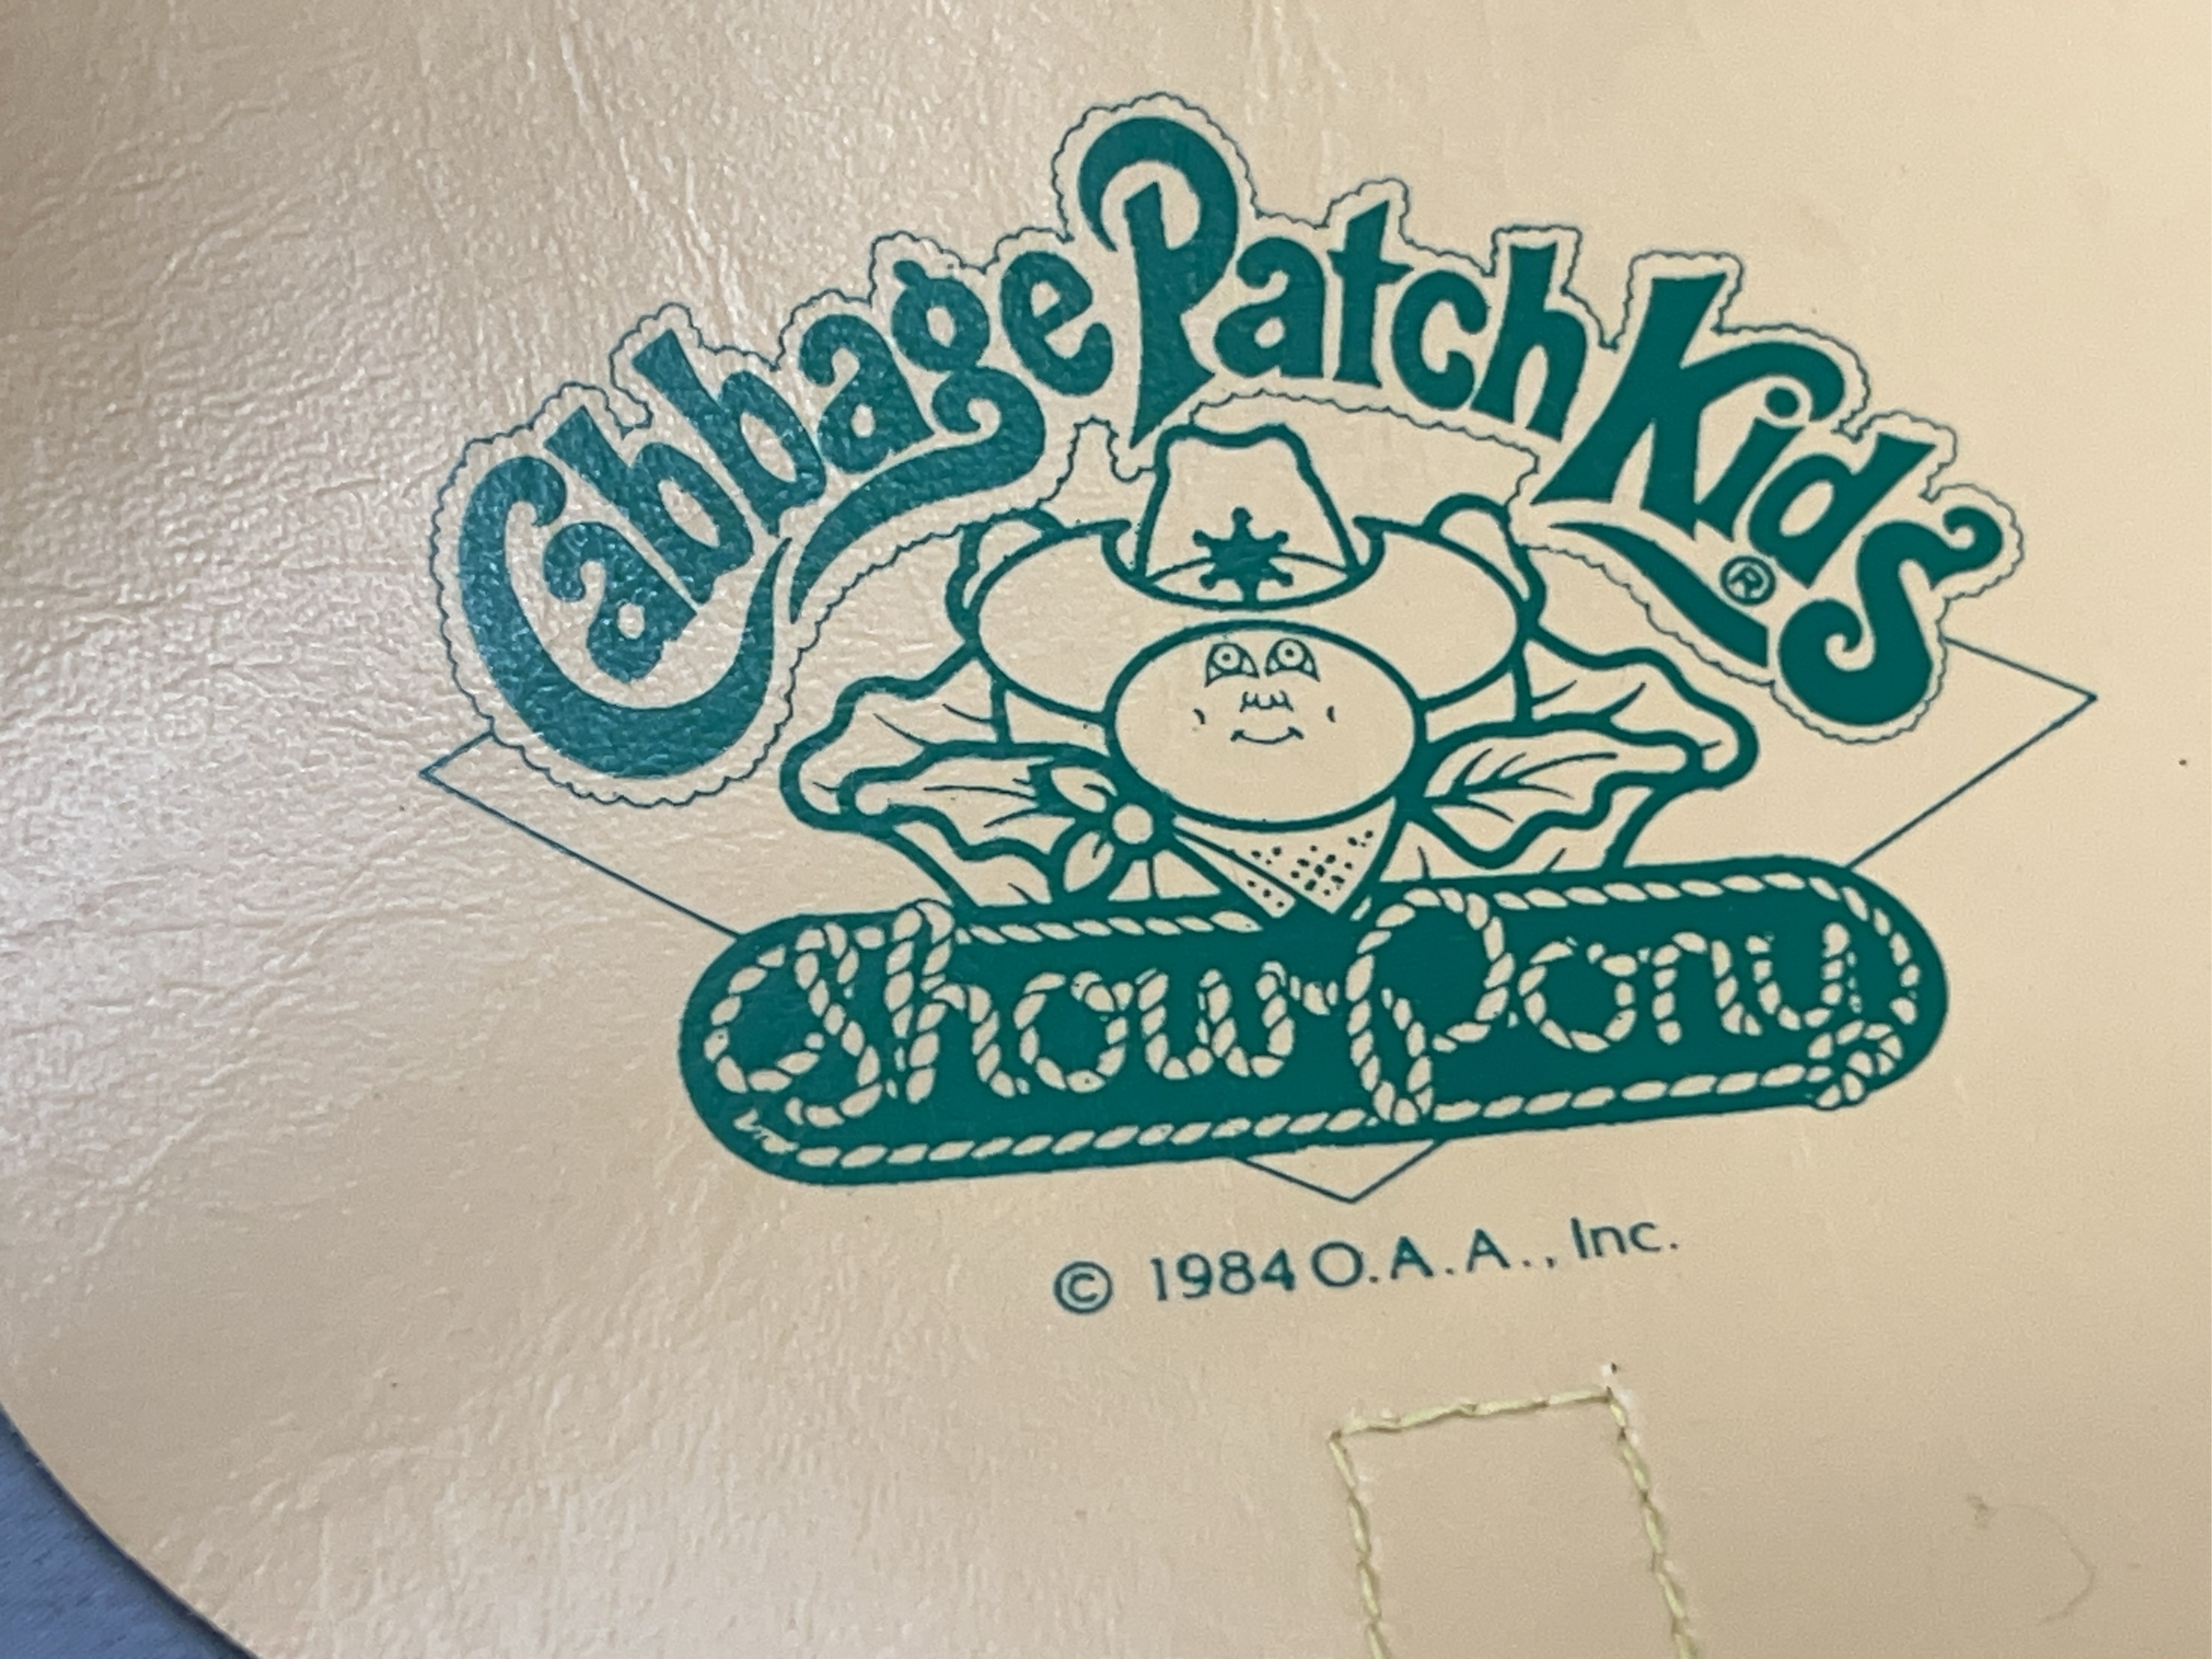 Cabbage Patch Kids®
Show Pony
© 1984 O.A.A., Inc.